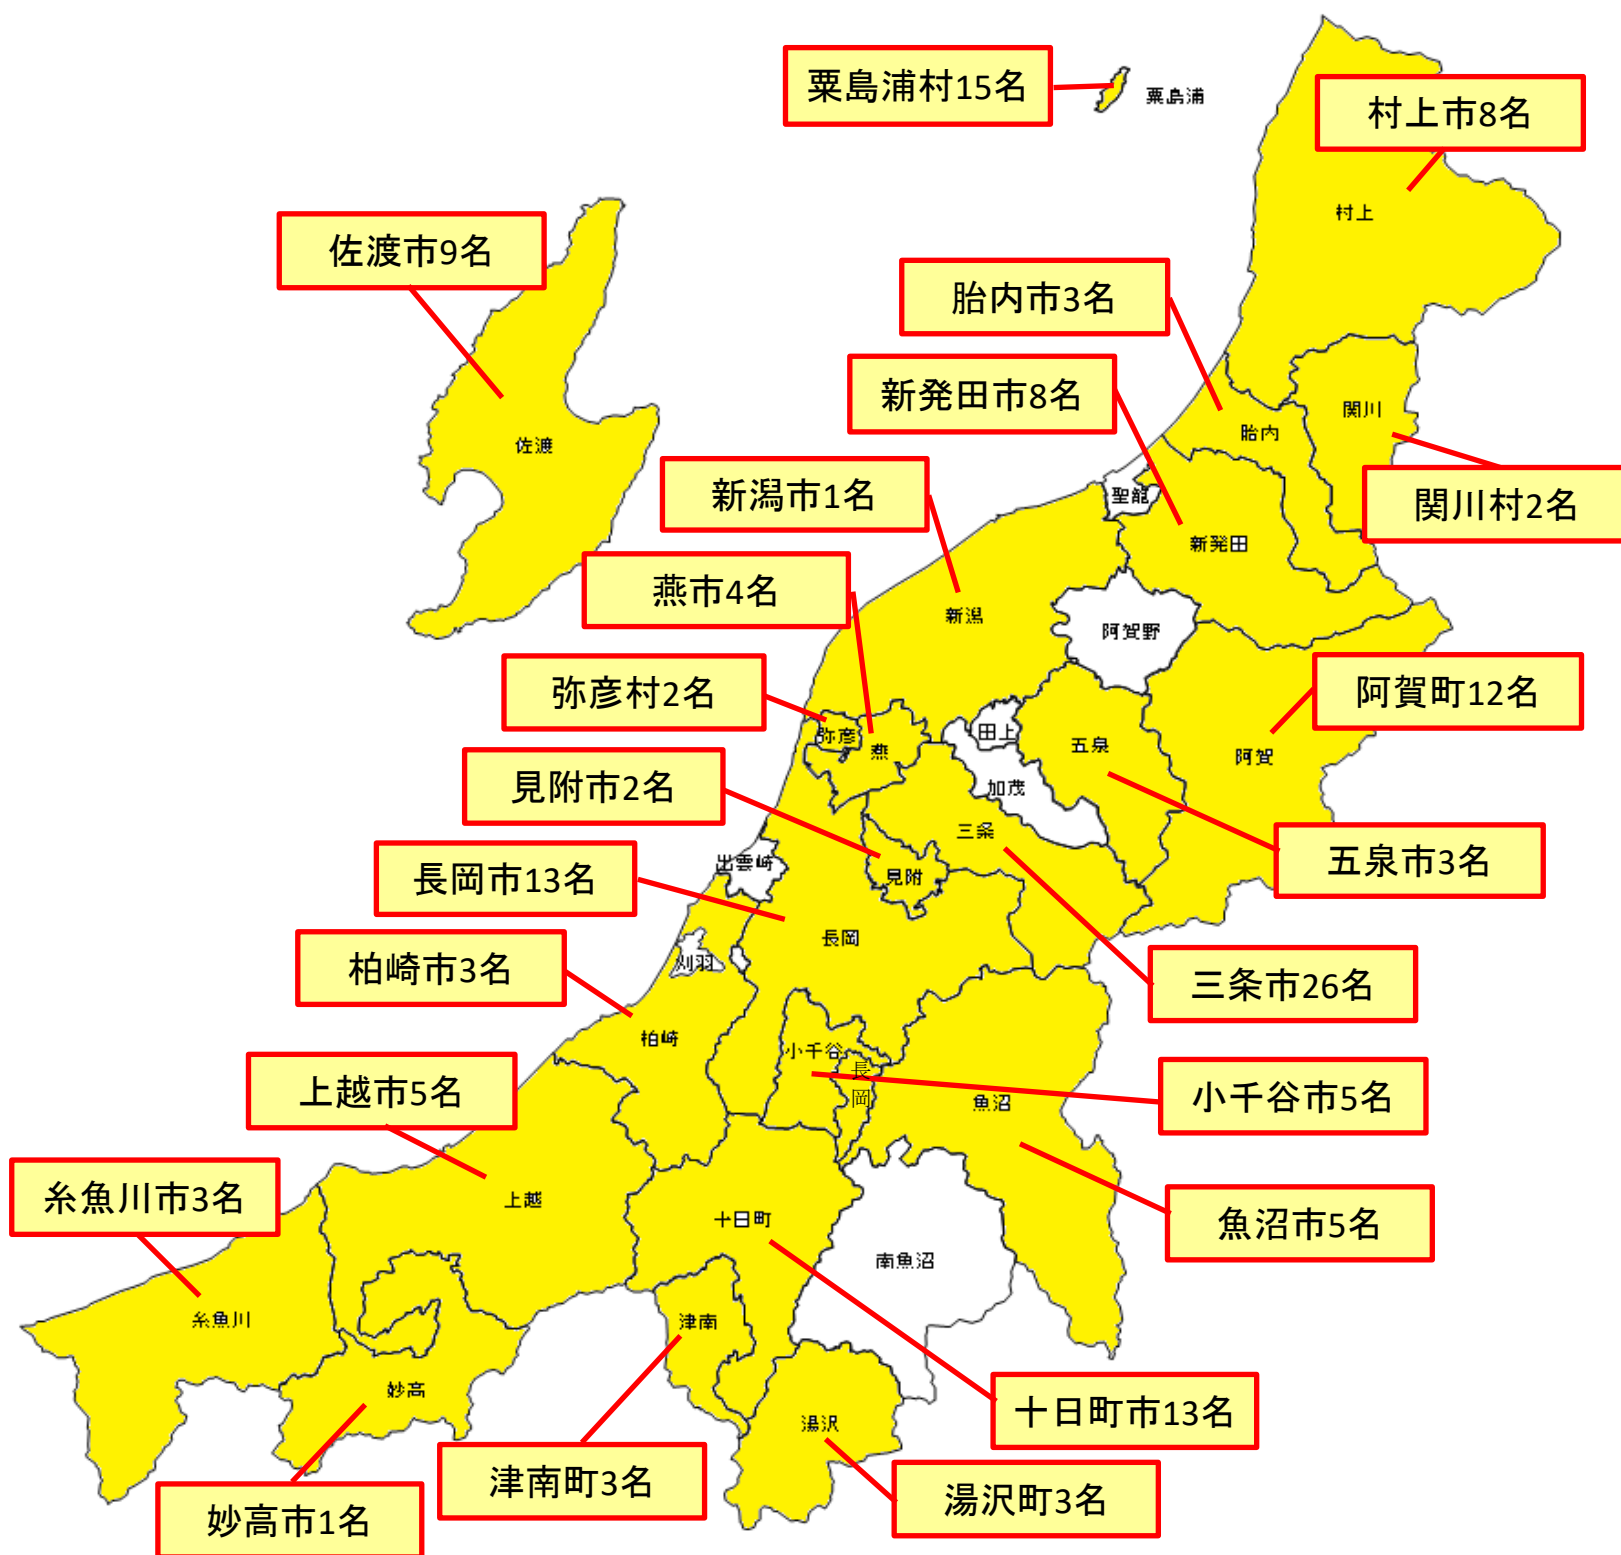 粟島浦村15名
粟島浦
村上市8名
村上
佐渡市9名
佐渡
胎内市3名
胎内
新発田市8名
新発田
関川
関川村2名
聖籠
新潟市1名
新潟
燕市4名
燕
阿賀野
弥彦村2名
弥彦
阿賀町12名
阿賀
田上
加茂
五泉
五泉市3名
見附市2名
見附
三条
三条市26名
出雲崎
長岡市13名
長岡
刈羽
柏崎市3名
柏崎
小千谷
長岡
小千谷市5名
魚沼
魚沼市5名
上越市5名
上越
糸魚川市3名
糸魚川
十日町
十日町市13名
南魚沼
津南
津南町3名
妙高
妙高市1名
湯沢
湯沢町3名